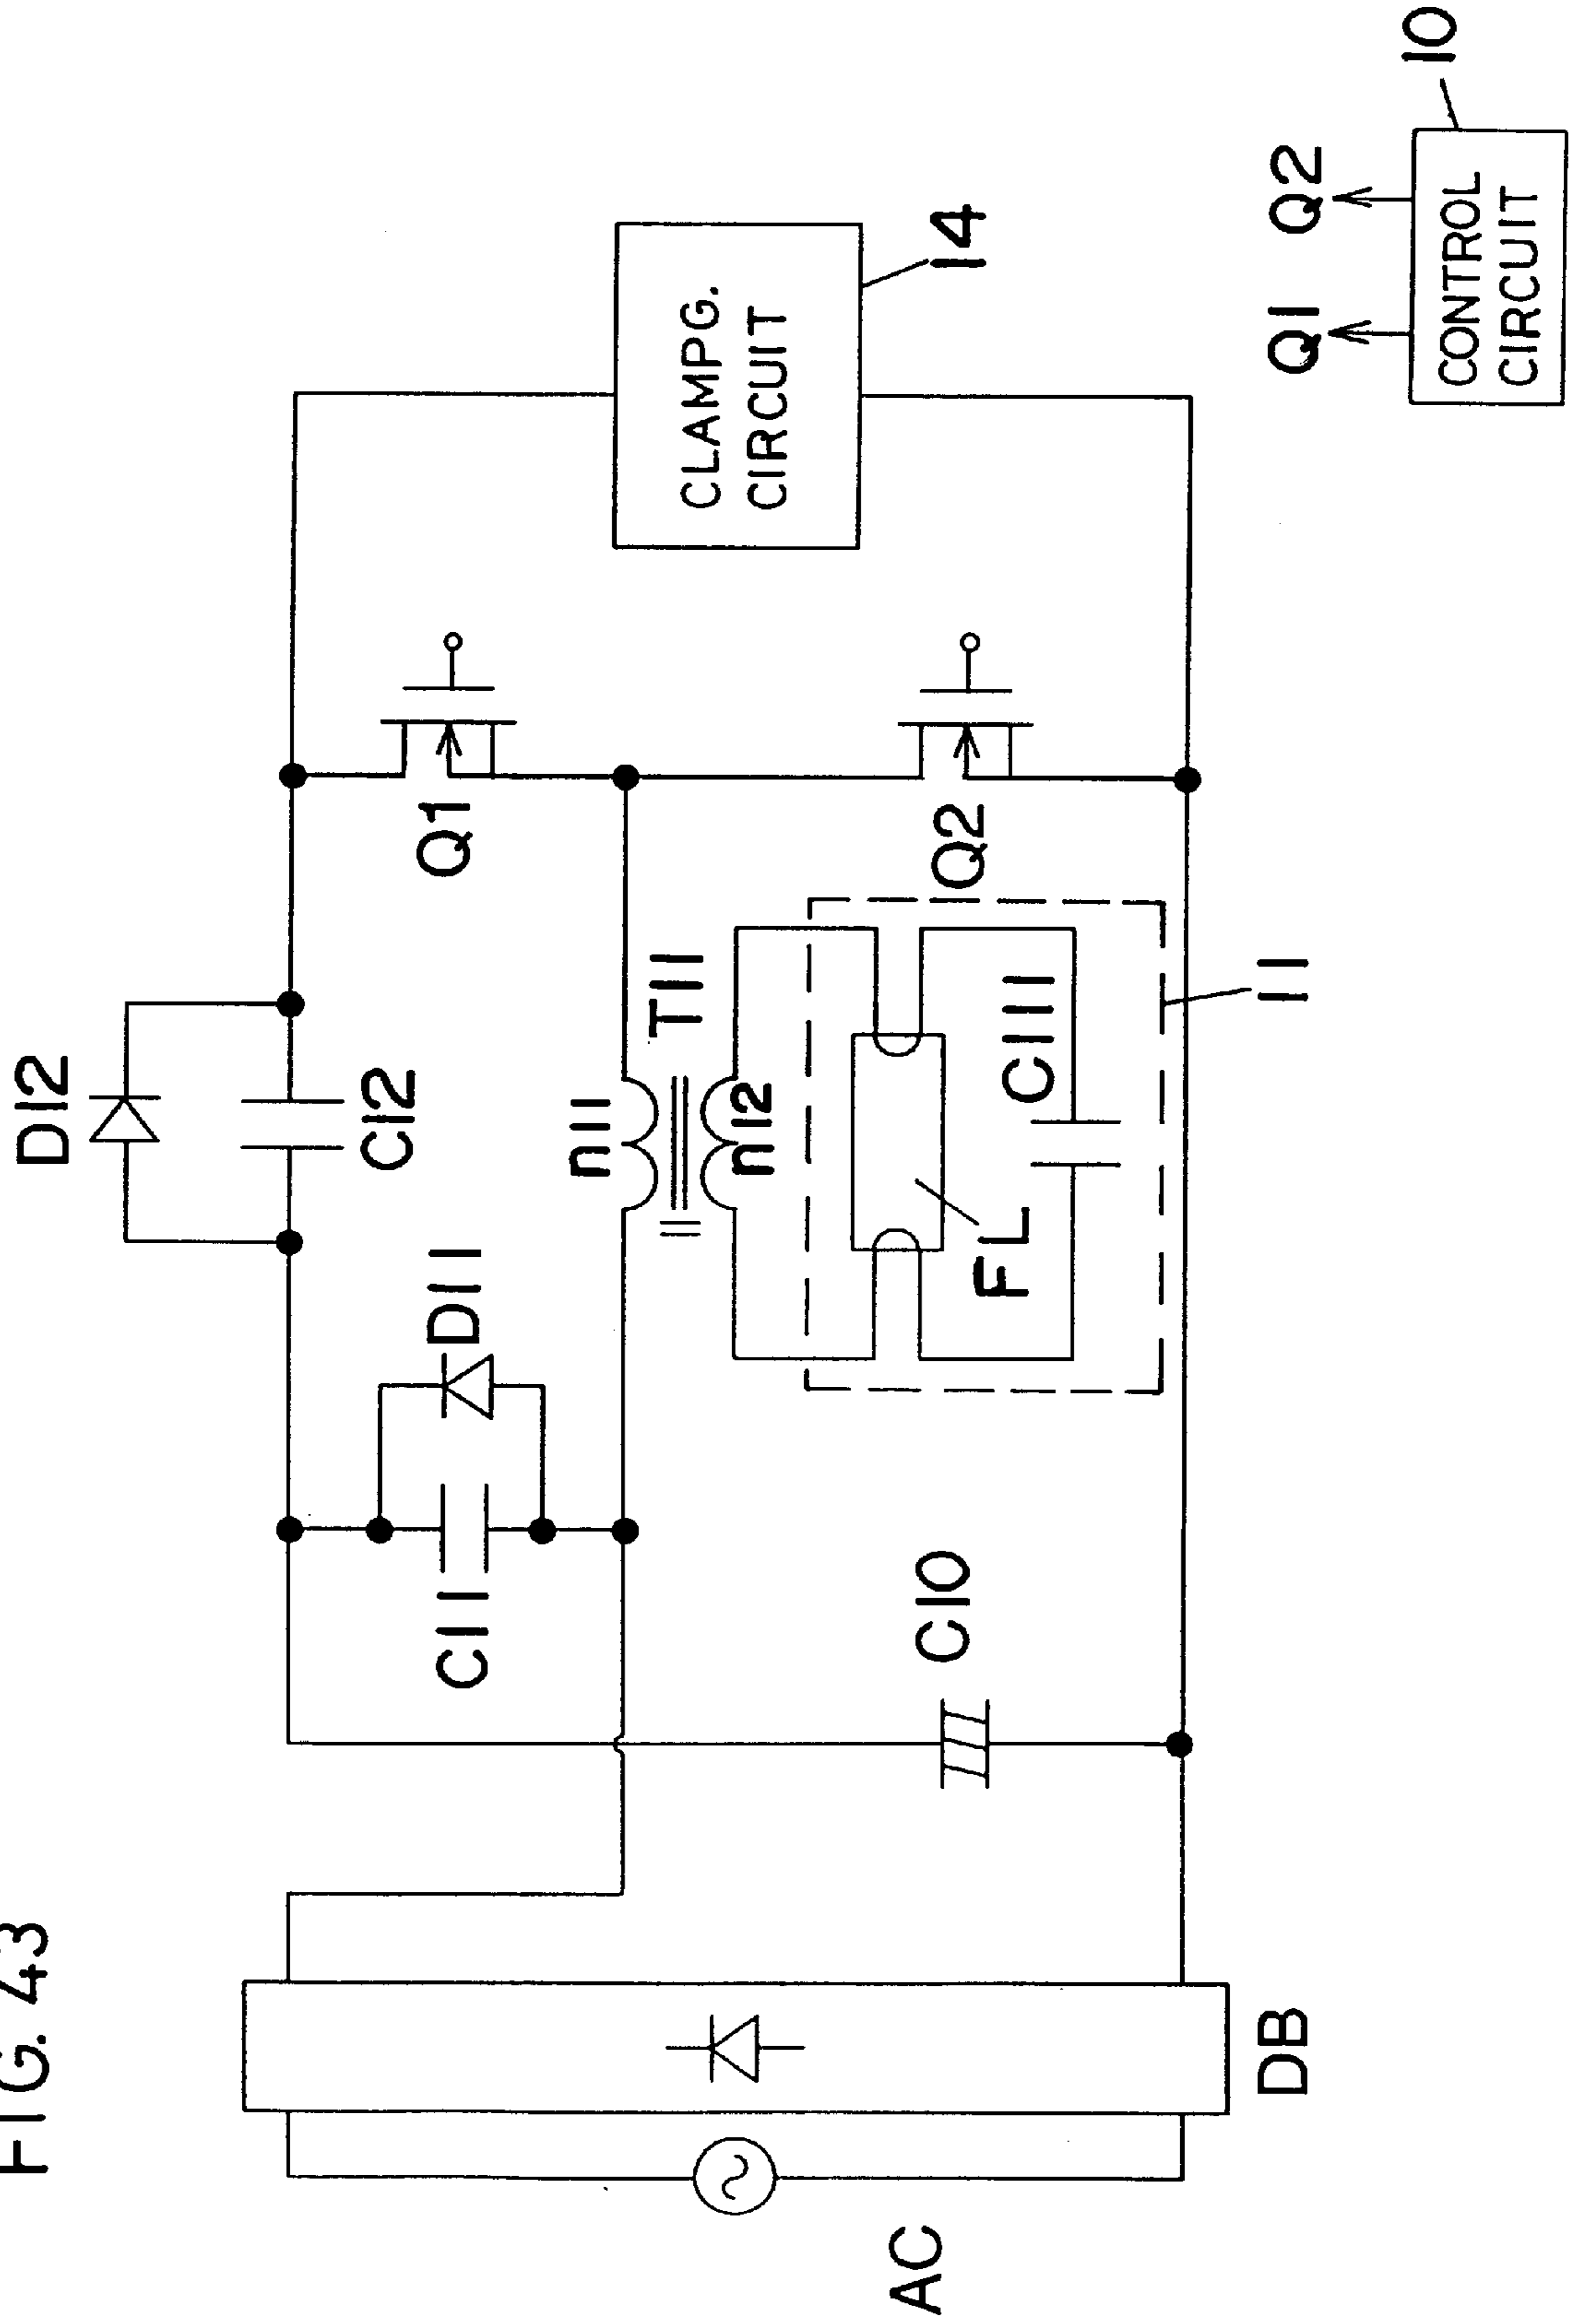 FIG. 43
D12
C12
D11
C11
Q1
n11
T11
n12
CLAMPG.
CIRCUIT
14
FL
C111
Q2
C10
11
AC
DB
Q1 Q2
CONTROL
CIRCUIT
10